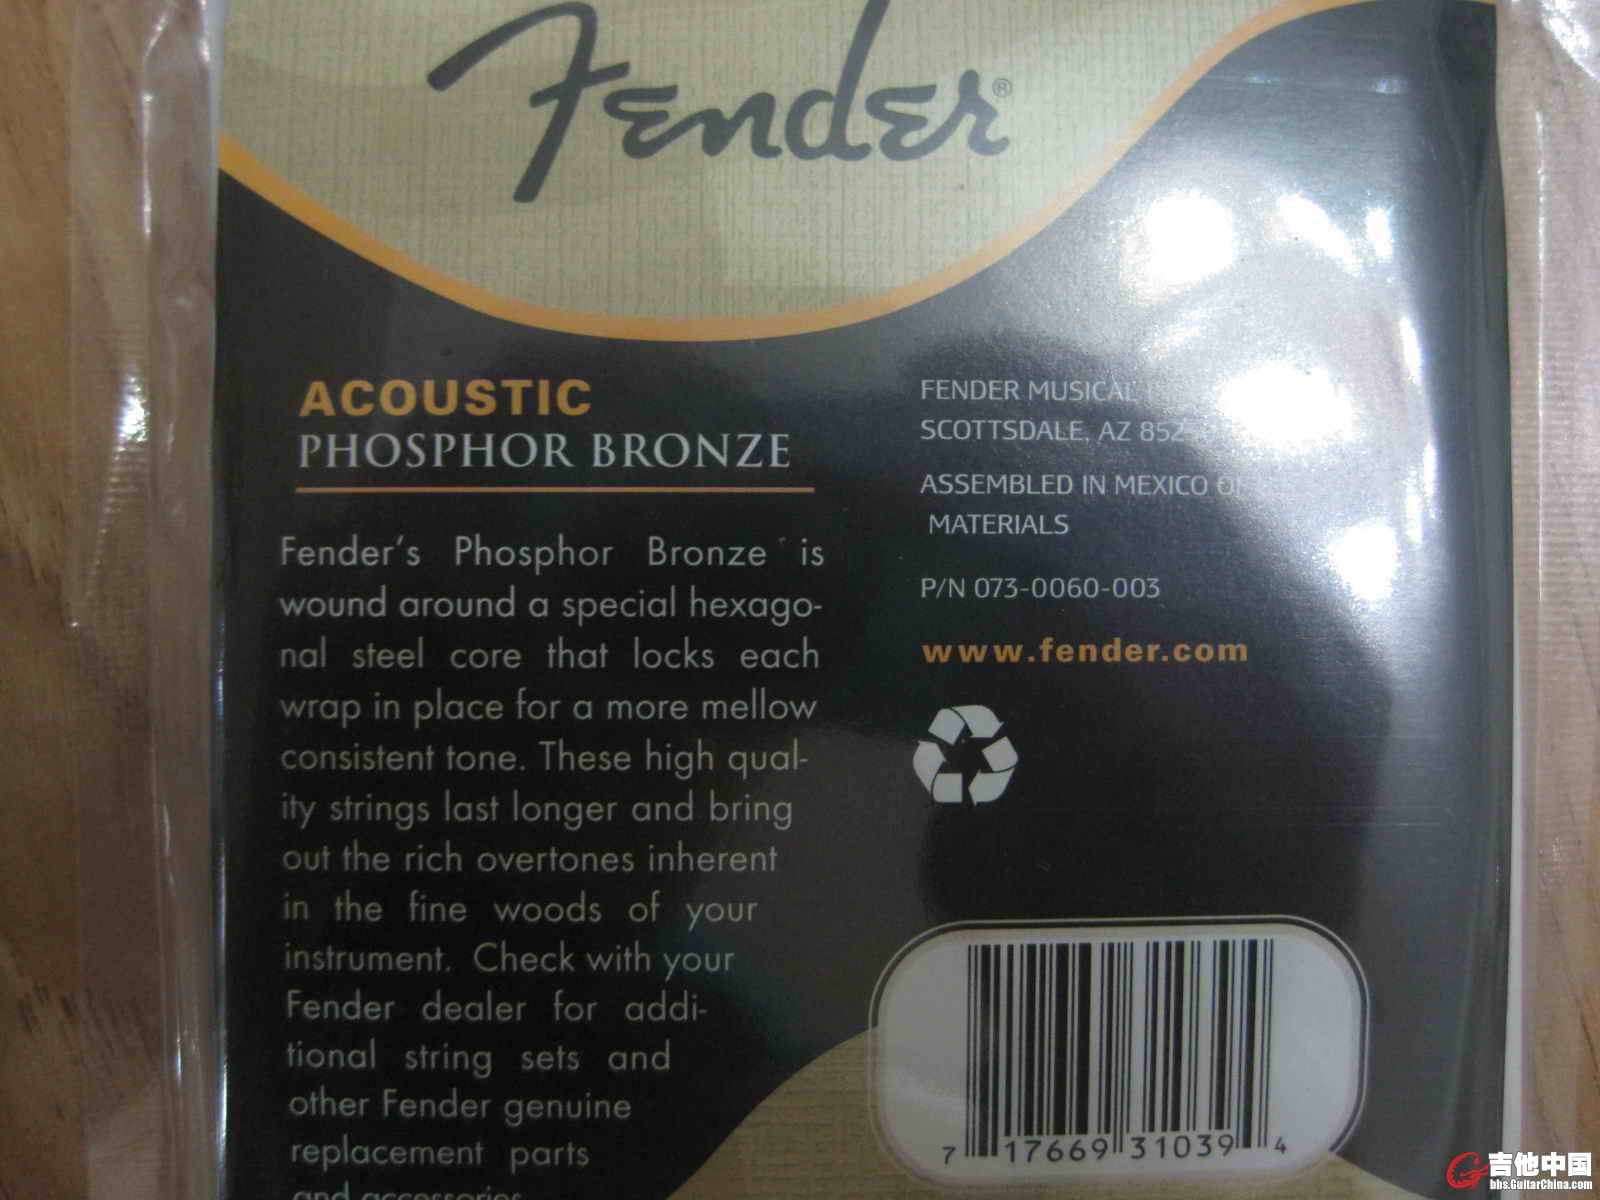 Fender®
ACOUSTIC
PHOSPHOR BRONZE
Fender's Phosphor Bronze is
wound around a special hexago-
nal steel core that locks each
wrap in place for a more mellow
consistent tone. These high qual-
ity strings last longer and bring
out the rich overtones inherent
in the fine woods of your
instrument. Check with your
Fender dealer for addi-
tional string sets and
other Fender genuine
replacement parts
and accessories
FENDER MUSICAL
SCOTTSDALE, AZ
ASSEMBLED IN MEXICO
MATERIALS
P/N 073-0060-003
www.fender.com
7 17669 31039 4
吉他中国
bbs.GuitarChina.com